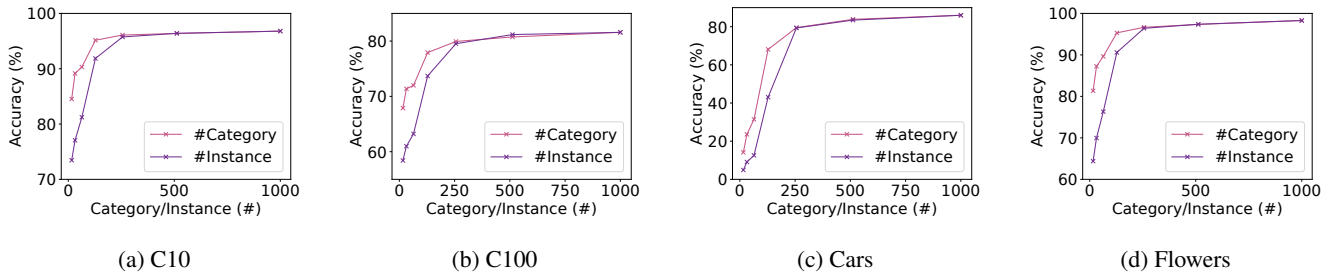 100
90
80
70
Accuracy (%)
#Category
#Instance
0
500
1000
Category/Instance (#)
(a) C10
80
70
60
Accuracy (%)
#Category
#Instance
0
250
500
750
1000
Category/Instance (#)
(b) C100
80
60
40
20
0
Accuracy (%)
#Category
#Instance
0
250
500
750
1000
Category/Instance (#)
(c) Cars
100
90
80
70
60
Accuracy (%)
#Category
#Instance
0
500
1000
Category/Instance (#)
(d) Flowers